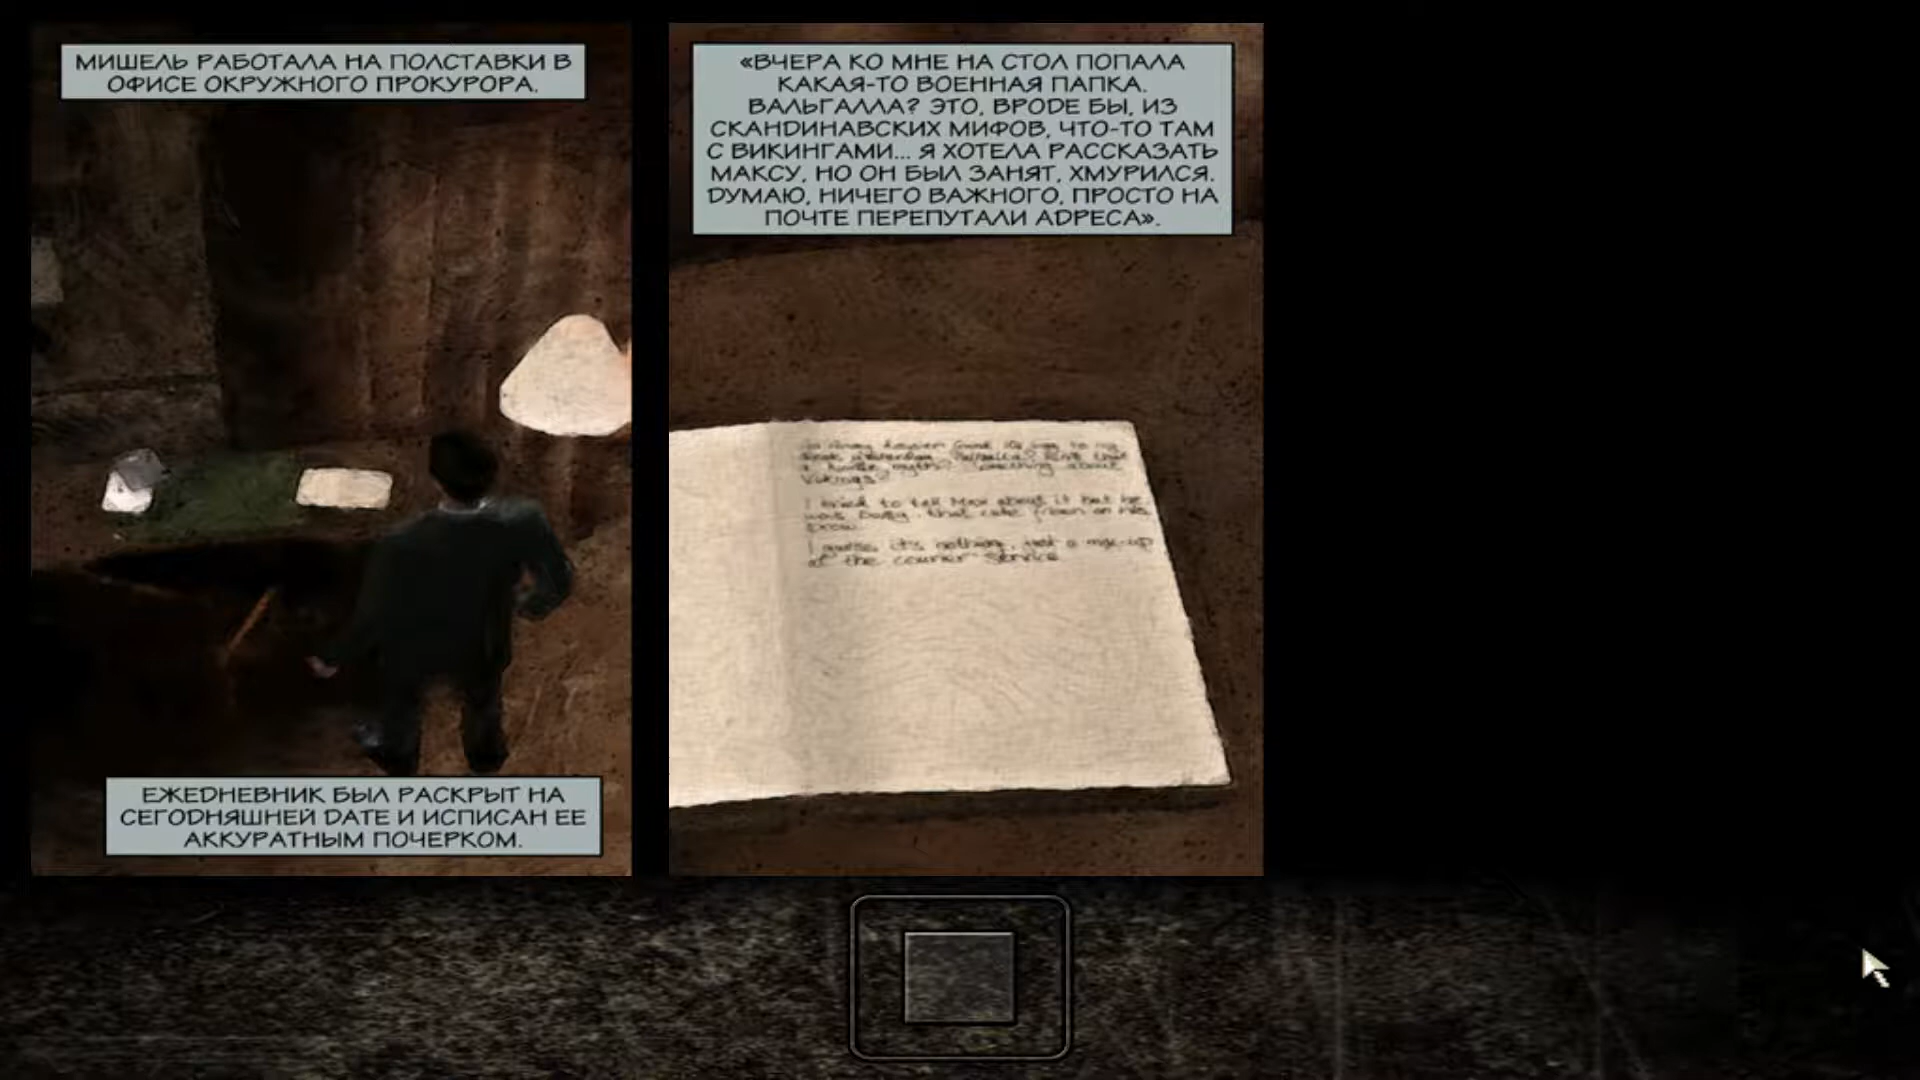 МИШЕЛЬ РАБОТАЛА НА ПОЛСТАВКИ В
ОФИСЕ ОКРУЖНОГО ПРОКУРОРА.
ЕЖЕДНЕВНИК БЫЛ РАСКРЫТ НА
СЕГОДНЯШНЕЙ ДАТЕ И ИСПИСАН ЕЕ
АККУРАТНЫМ ПОЧЕРКОМ.
«ВЧЕРА КО МНЕ НА СТОЛ ПОПАЛА
КАКАЯ-ТО ВОЕННАЯ ПАПКА.
ВАЛЬГАЛЛА? ЭТО, ВРОДЕ БЫ, ИЗ
СКАНДИНАВСКИХ МИФОВ, ЧТО-ТО ТАМ
С ВИКИНГАМИ... Я ХОТЕЛА РАССКАЗАТЬ
МАКСУ, НО ОН БЫЛ ЗАНЯТ, ХМУРИЛСЯ.
ДУМАЮ, НИЧЕГО ВАЖНОГО, ПРОСТО НА
ПОЧТЕ ПЕРЕПУТАЛИ АДРЕСА».
to my
Vikings?
I tried to tell Max about it but he
was busy, that cute frown on his
brow.
I guess it's nothing, just a mix-up
at the courier service